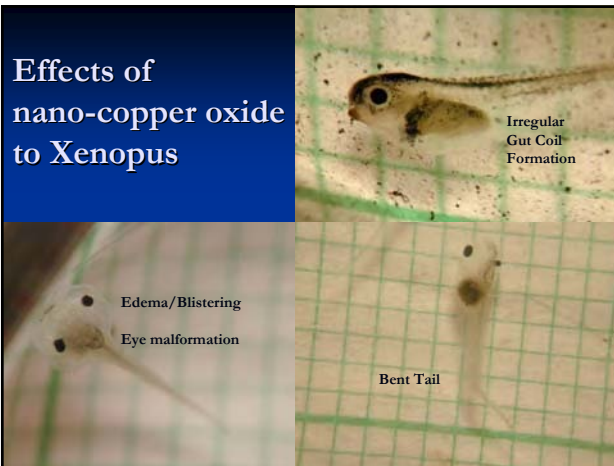 Effects of
nano-copper oxide
to Xenopus
Irregular
Gut Coil
Formation
Edema/Blistering
Eye malformation
Bent Tail